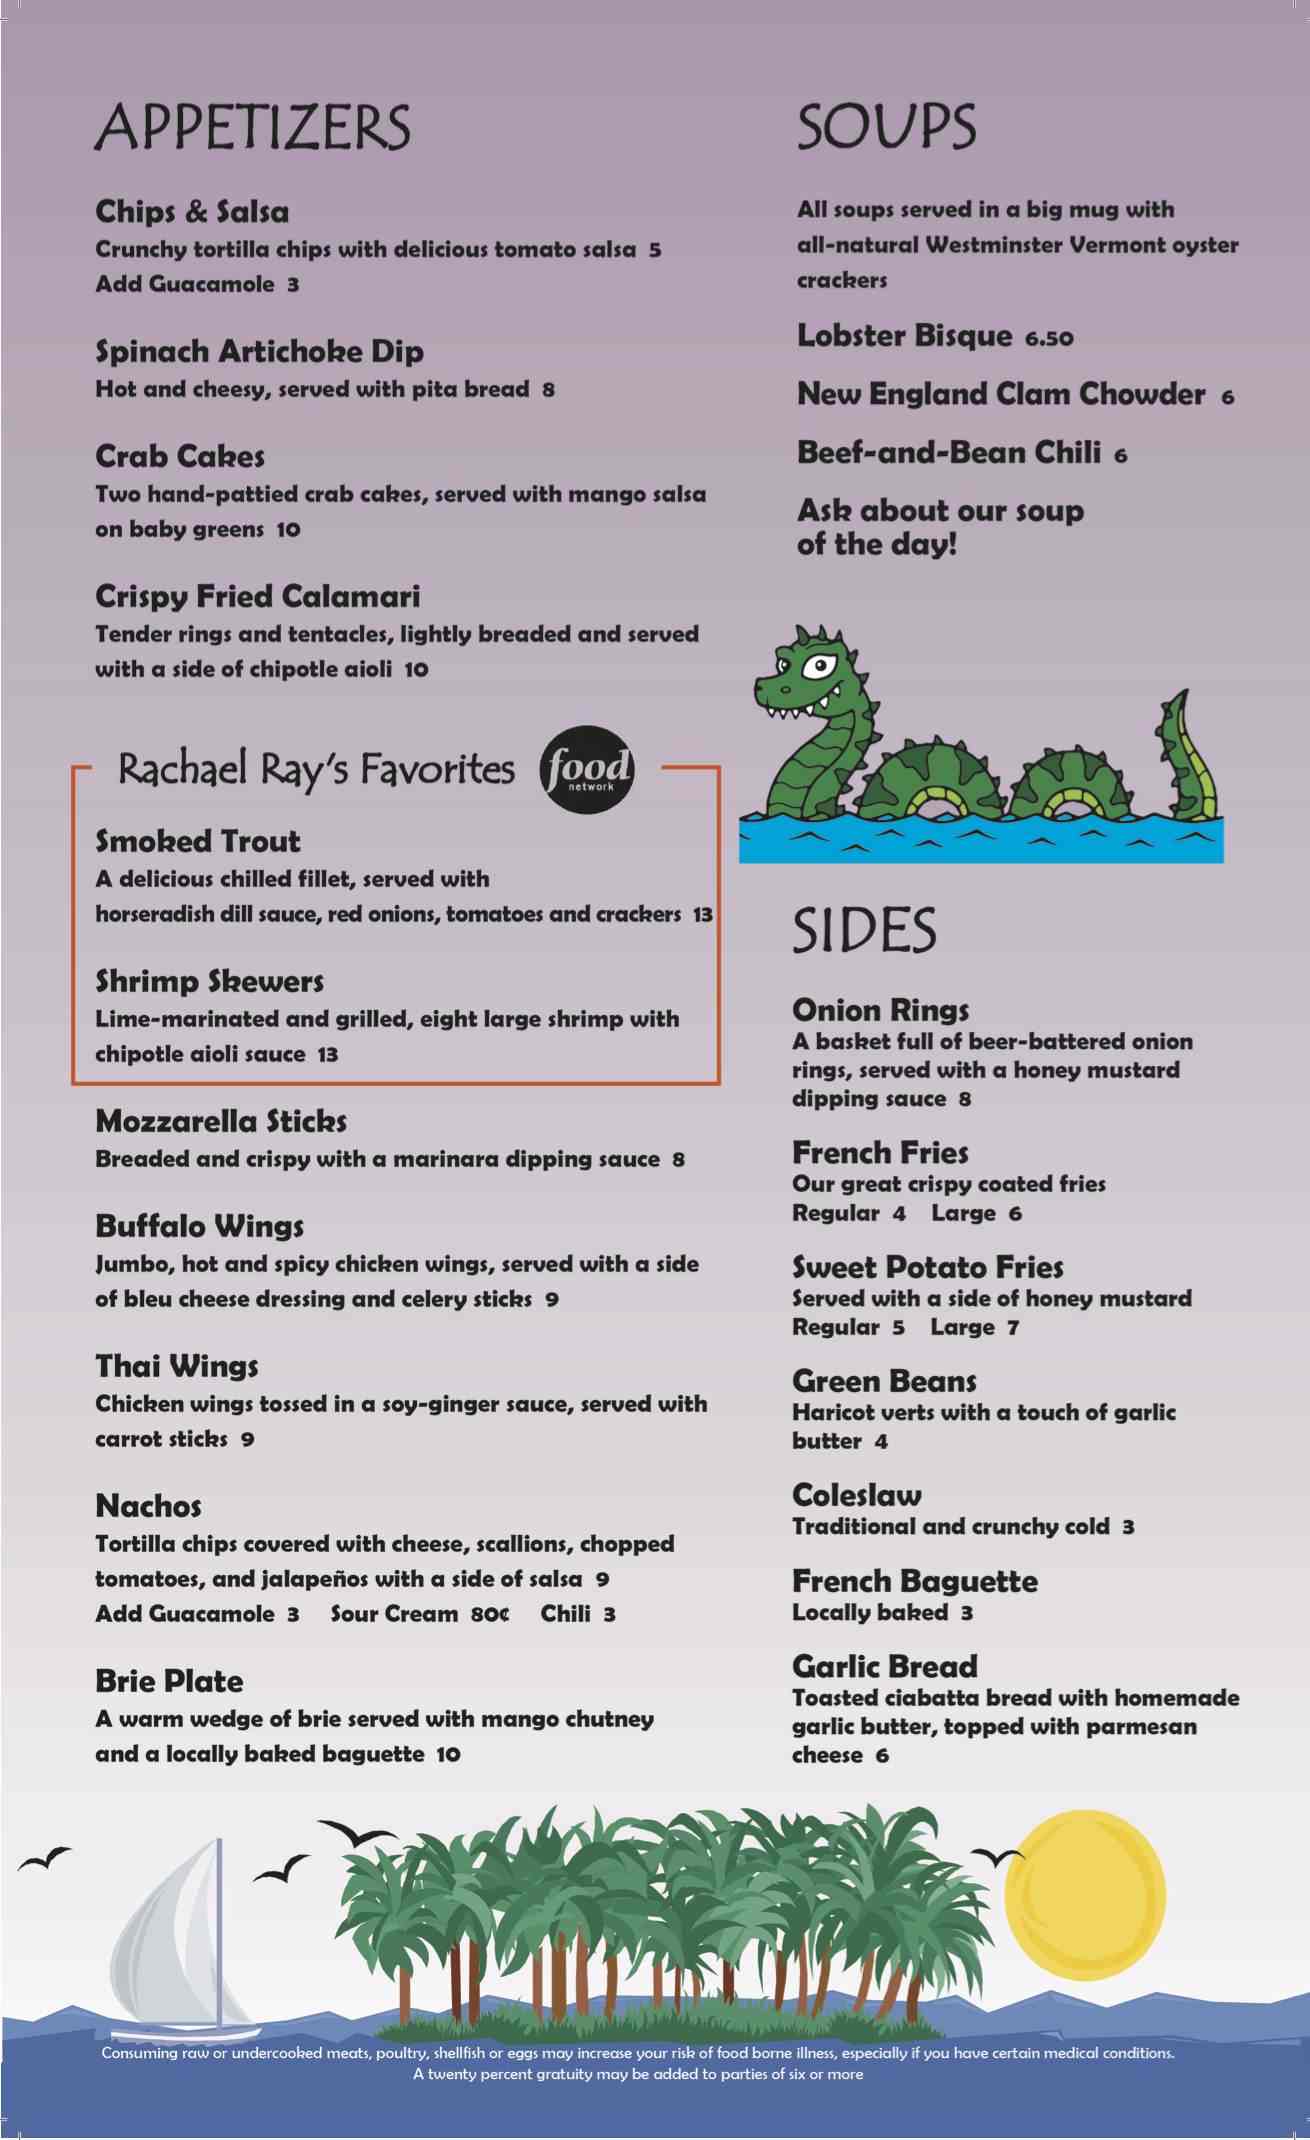 APPETIZERS
Chips & Salsa
Crunchy tortilla chips with delicious tomato salsa 5
Add Guacamole 3
Spinach Artichoke Dip
Hot and cheesy, served with pita bread 8
Crab Cakes
Two hand-pattied crab cakes, served with mango salsa
on baby greens 10
Crispy Fried Calamari
Tender rings and tentacles, lightly breaded and served
with a side of chipotle aioli 10
Rachael Ray's Favorites
food
network
Smoked Trout
A delicious chilled fillet, served with
horseradish dill sauce, red onions, tomatoes and crackers 13
Shrimp Skewers
Lime-marinated and grilled, eight large shrimp with
chipotle aioli sauce 13
Mozzarella Sticks
Breaded and crispy with a marinara dipping sauce 8
Buffalo Wings
Jumbo, hot and spicy chicken wings, served with a side
of bleu cheese dressing and celery sticks 9
Thai Wings
Chicken wings tossed in a soy-ginger sauce, served with
carrot sticks 9
Nachos
Tortilla chips covered with cheese, scallions, chopped
tomatoes, and jalapeños with a side of salsa 9
Add Guacamole 3 Sour Cream 80¢ Chili 3
Brie Plate
A warm wedge of brie served with mango chutney
and a locally baked baguette 10
SOUPS
All soups served in a big mug with
all-natural Westminster Vermont oyster
crackers
Lobster Bisque 6.50
New England Clam Chowder 6
Beef-and-Bean Chili 6
Ask about our soup
of the day!
SIDES
Onion Rings
A basket full of beer-battered onion
rings, served with a honey mustard
dipping sauce 8
French Fries
Our great crispy coated fries
Regular 4 Large 6
Sweet Potato Fries
Served with a side of honey mustard
Regular 5 Large 7
Green Beans
Haricot verts with a touch of garlic
butter 4
Coleslaw
Traditional and crunchy cold 3
French Baguette
Locally baked 3
Garlic Bread
Toasted ciabatta bread with homemade
garlic butter, topped with parmesan
cheese 6
Consuming raw or undercooked meats, poultry, shellfish or eggs may increase your risk of food borne illness, especially if you have certain medical conditions.
A twenty percent gratuity may be added to parties of six or more